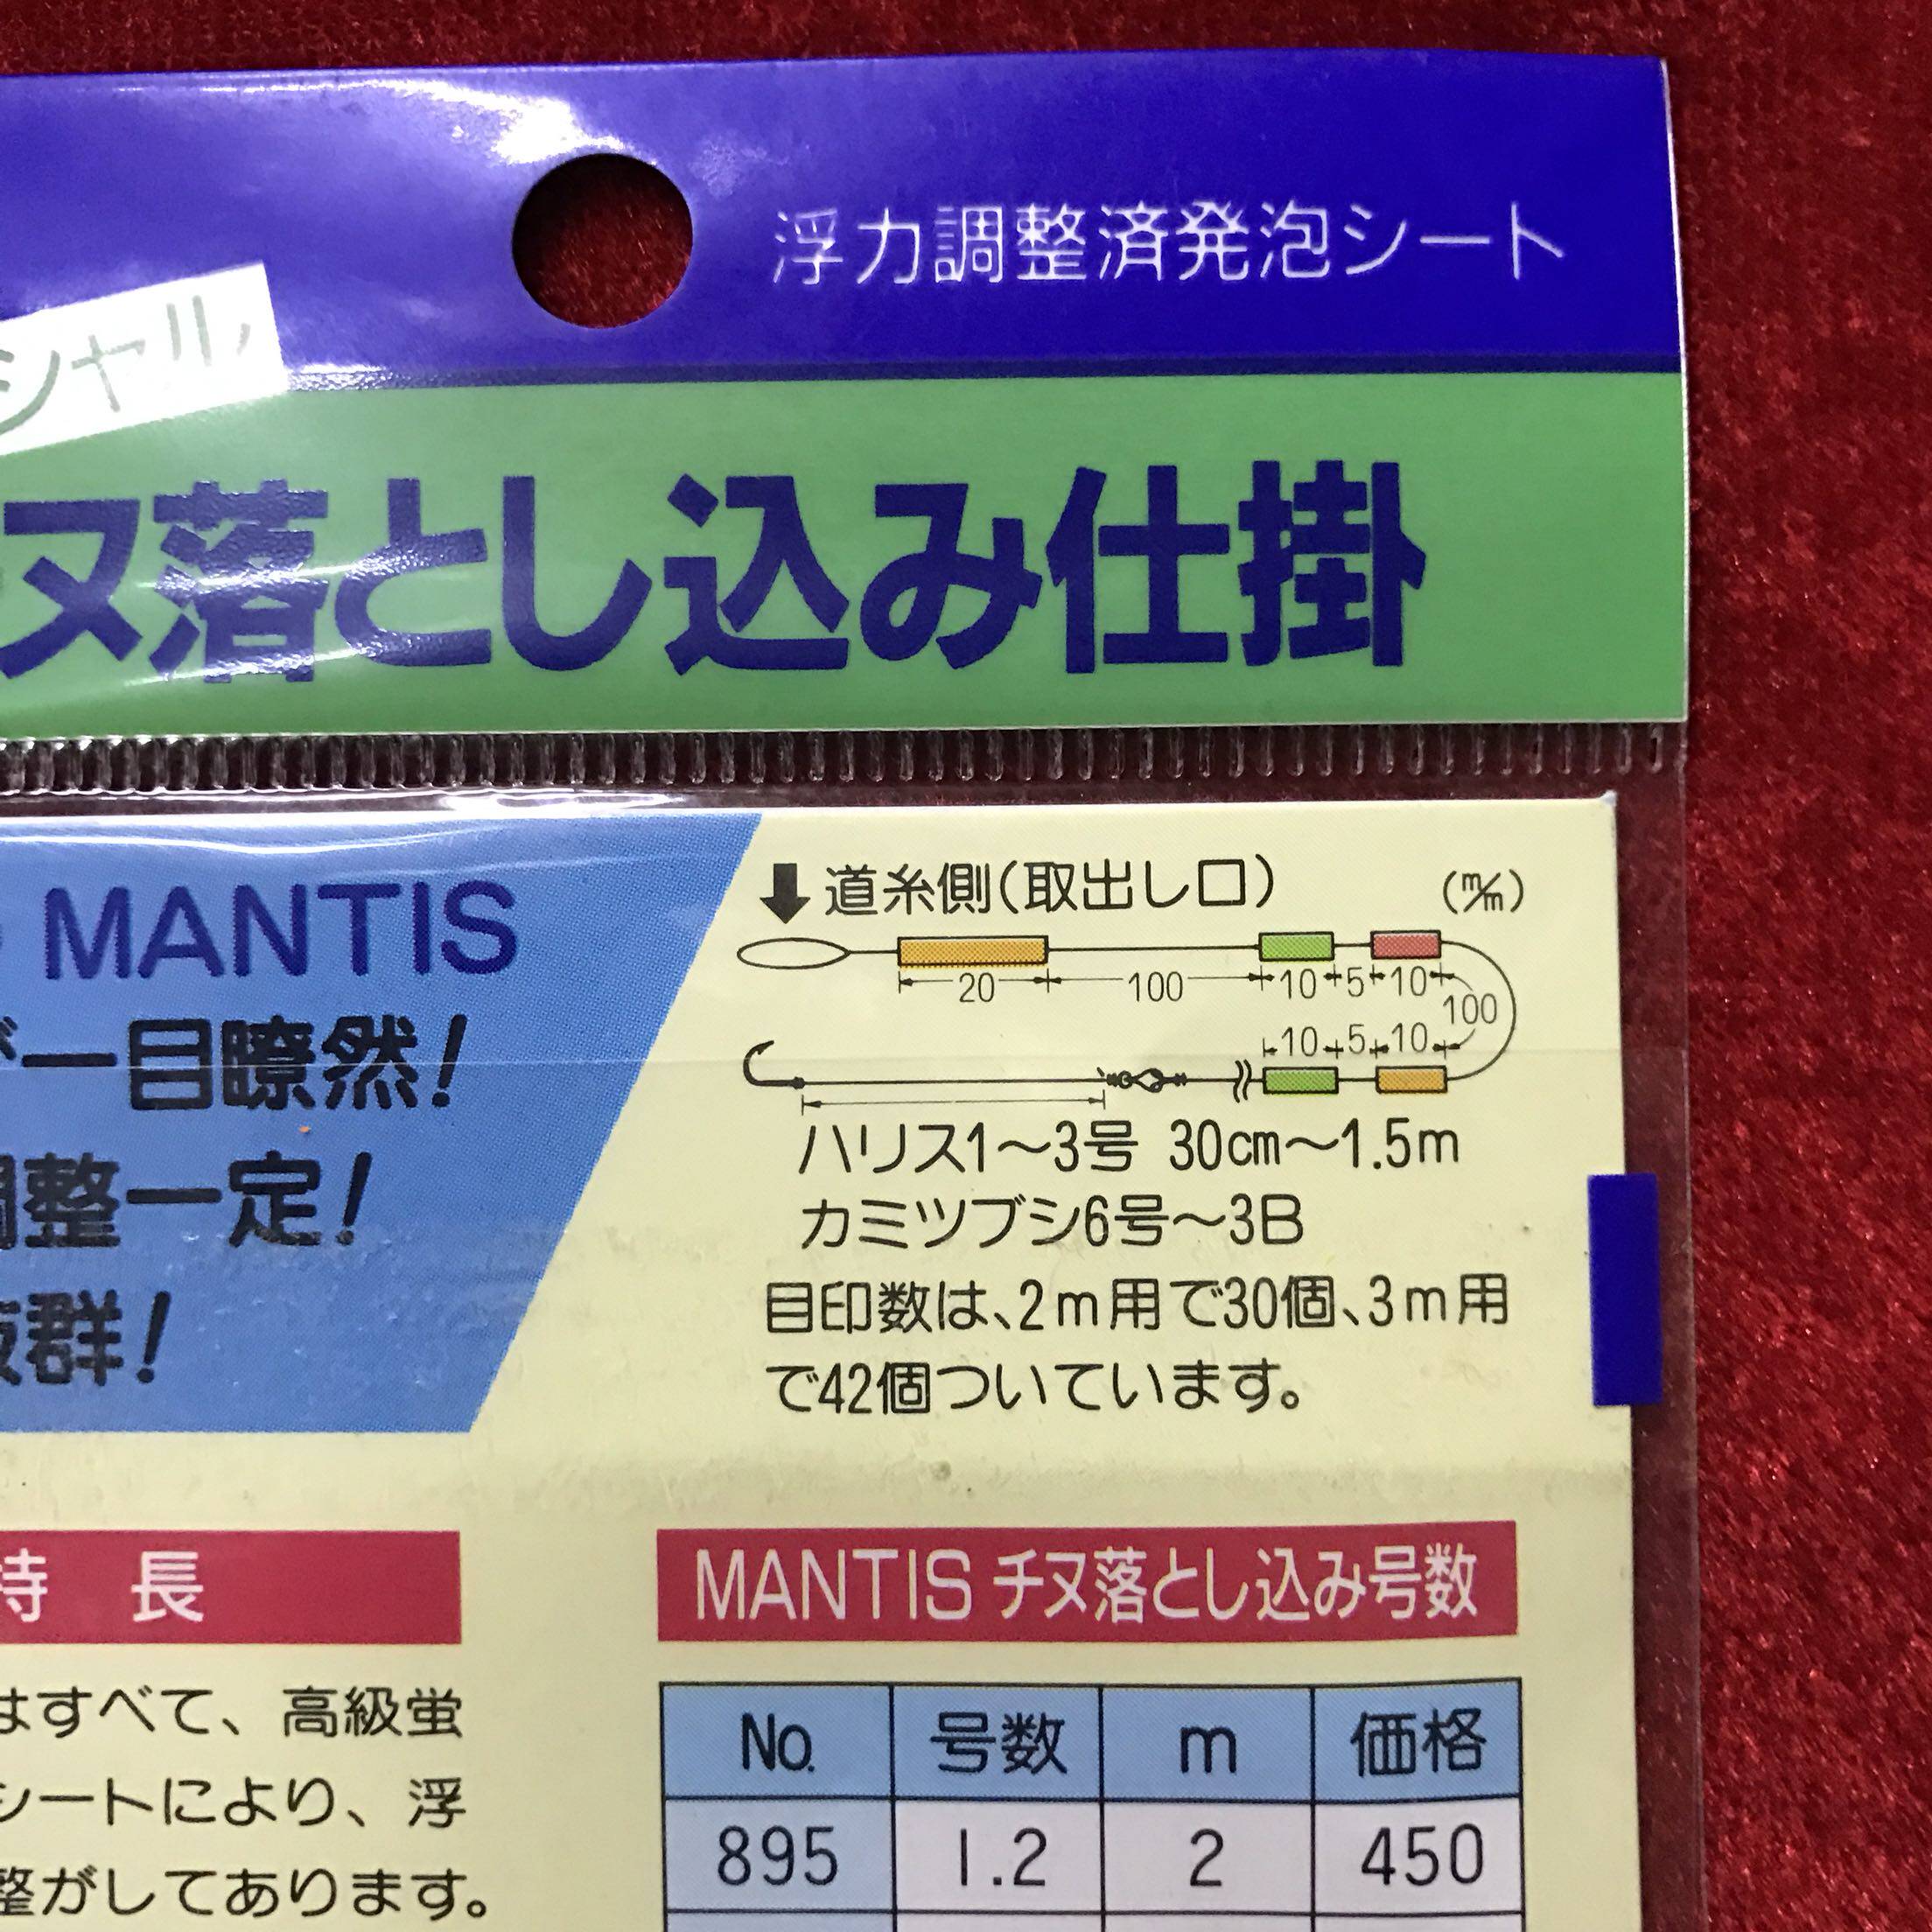 浮力調整済発泡シート
シャル
ヌ落とし込み仕掛
MANTIS
が一目瞭然!
調整一定!
抜群!
道糸側(取出し口) (m/m)
20 100 10 5 10
100
10 5 10
ハリス1〜3号 30cm〜1.5m
カミツブシ6号〜3B
目印数は、2m用で30個、3m用
で42個ついています。
特 長
はすべて、高級蛍
シートにより、浮
整がしてあります。
MANTIS チヌ落とし込み号数
No. 号数 m 価格
895 1.2 2 450